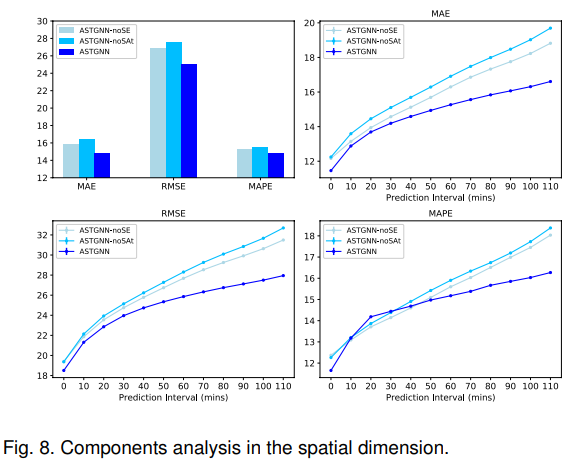 30
28
26
24
22
20
18
16
14
12
ASTGNN-noSE
ASTGNN-noSAt
ASTGNN
MAE RMSE MAPE
MAE
20
18
16
14
12
ASTGNN-noSE
ASTGNN-noSAt
ASTGNN
0 10 20 30 40 50 60 70 80 90 100 110
Prediction Interval (mins)
RMSE
32
30
28
26
24
22
20
18
ASTGNN-noSE
ASTGNN-noSAt
ASTGNN
0 10 20 30 40 50 60 70 80 90 100 110
Prediction Interval (mins)
MAPE
18
17
16
15
14
13
12
ASTGNN-noSE
ASTGNN-noSAt
ASTGNN
0 10 20 30 40 50 60 70 80 90 100 110
Prediction Interval (mins)
Fig. 8. Components analysis in the spatial dimension.